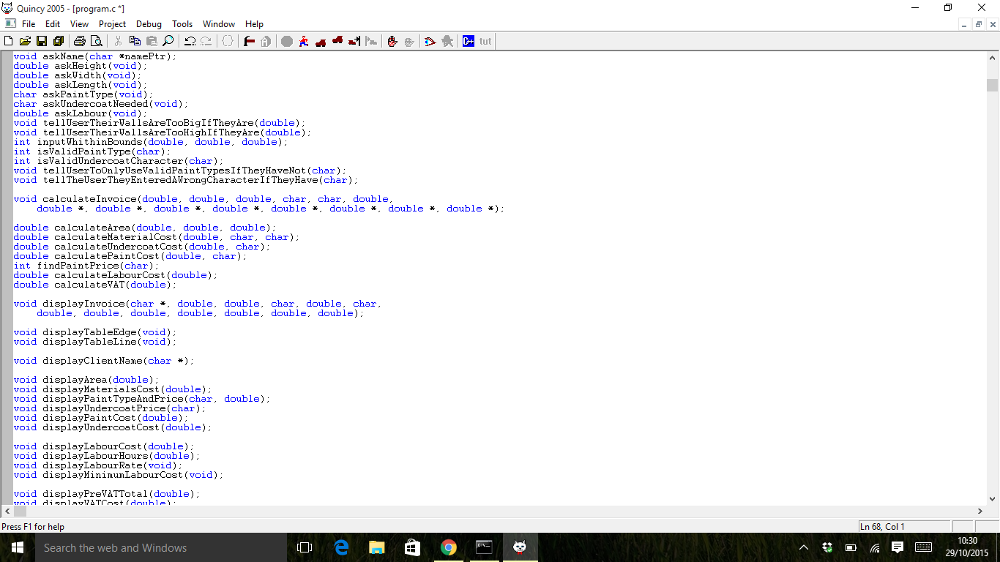 Quincy 2005 - [program.c *]
File Edit View Project Debug Tools Window Help
C++ tut
void askName(char *namePtr);
double askHeight(void);
double askWidth(void);
double askLength(void);
char askPaintType(void);
char askUndercoatNeeded(void);
double askLabour(void);
void tellUserTheirWallsAreTooBigIfTheyAre(double);
void tellUserTheirWallsAreTooHighIfTheyAre(double);
int inputWhithinBounds(double, double, double);
int isValidPaintType(char);
int isValidUndercoatCharacter(char);
void tellUserToOnlyUseValidPaintTypesIfTheyHaveNot(char);
void tellTheUserTheyEnteredAWrongCharacterIfTheyHave(char);
void calculateInvoice(double, double, double, char, char, double,
double *, double *, double *, double *, double *, double *, double *, double *);
double calculateArea(double, double, double);
double calculateMaterialCost(double, char, char);
double calculateUndercoatCost(double, char);
double calculatePaintCost(double, char);
int findPaintPrice(char);
double calculateLabourCost(double);
double calculateVAT(double);
void displayInvoice(char *, double, double, char, double, char,
double, double, double, double, double, double, double);
void displayTableEdge(void);
void displayTableLine(void);
void displayClientName(char *);
void displayArea(double);
void displayMaterialsCost(double);
void displayPaintTypeAndPrice(char, double);
void displayUndercoatPrice(char);
void displayPaintCost(double);
void displayUndercoatCost(double);
void displayLabourCost(double);
void displayLabourHours(double);
void displayLabourRate(void);
void displayMinimumLabourCost(void);
void displayPreVATTotal(double);
void displayVATCost(double);
Press F1 for help
Ln 68, Col 1
Search the web and Windows
10:30
29/10/2015